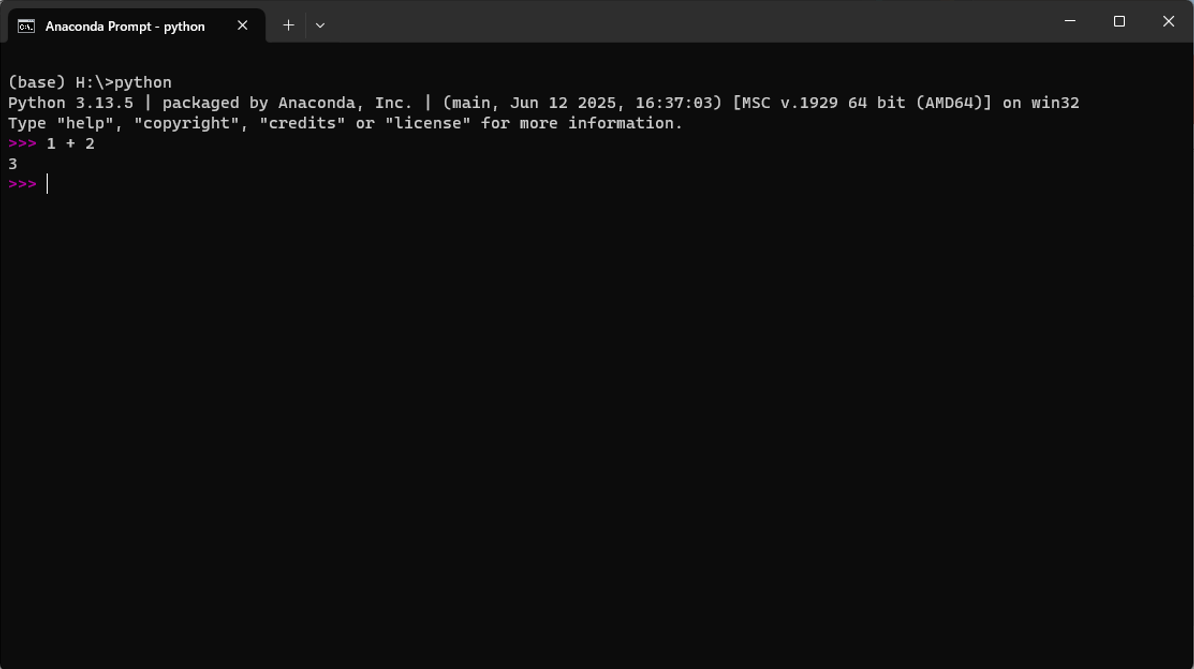 Anaconda Prompt - python
(base) H:\>python
Python 3.13.5 | packaged by Anaconda, Inc. | (main, Jun 12 2025, 16:37:03) [MSC v.1929 64 bit (AMD64)] on win32
Type "help", "copyright", "credits" or "license" for more information.
>>> 1 + 2
3
>>>